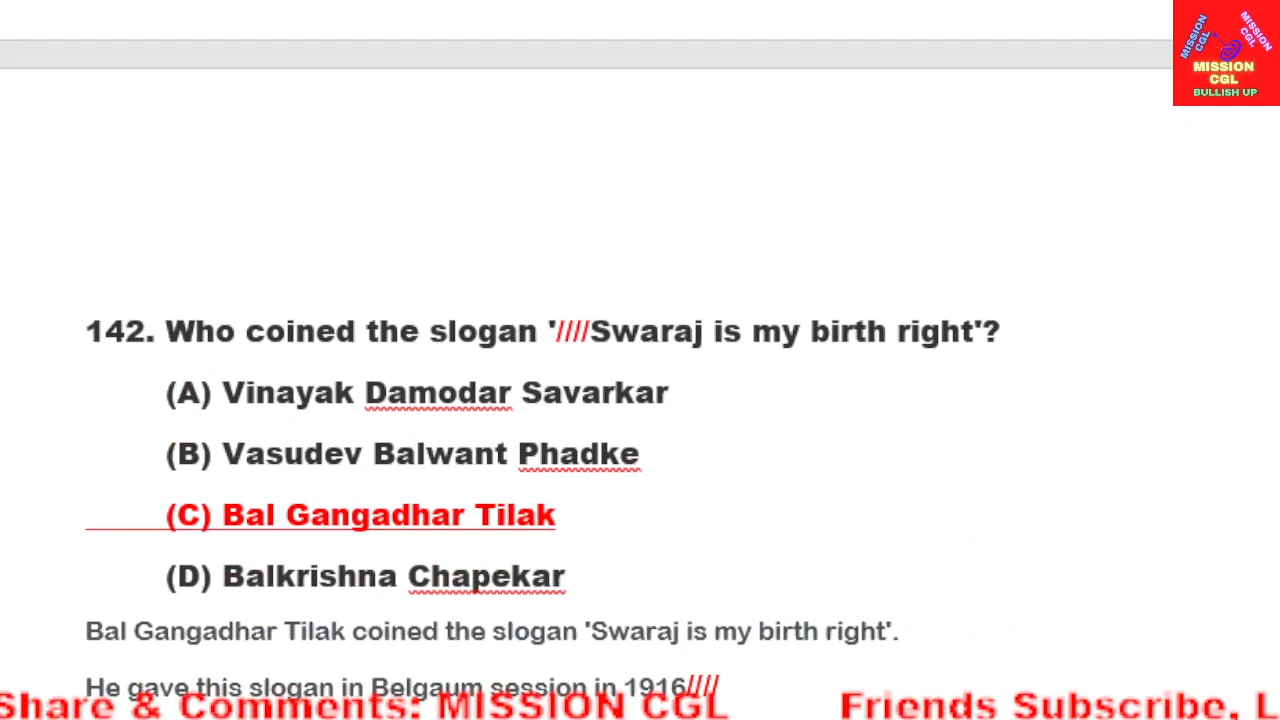 MISSION
CGL
MISSION
CGL
MISSION
CGL
BULLISH UP
142. Who coined the slogan '////Swaraj is my birth right'?
(A) Vinayak Damodar Savarkar
(B) Vasudev Balwant Phadke
(C) Bal Gangadhar Tilak
(D) Balkrishna Chapekar
Bal Gangadhar Tilak coined the slogan 'Swaraj is my birth right'.
He gave this slogan in Belgaum session in 1916////
Share & Comments: MISSION CGL Friends Subscribe, L